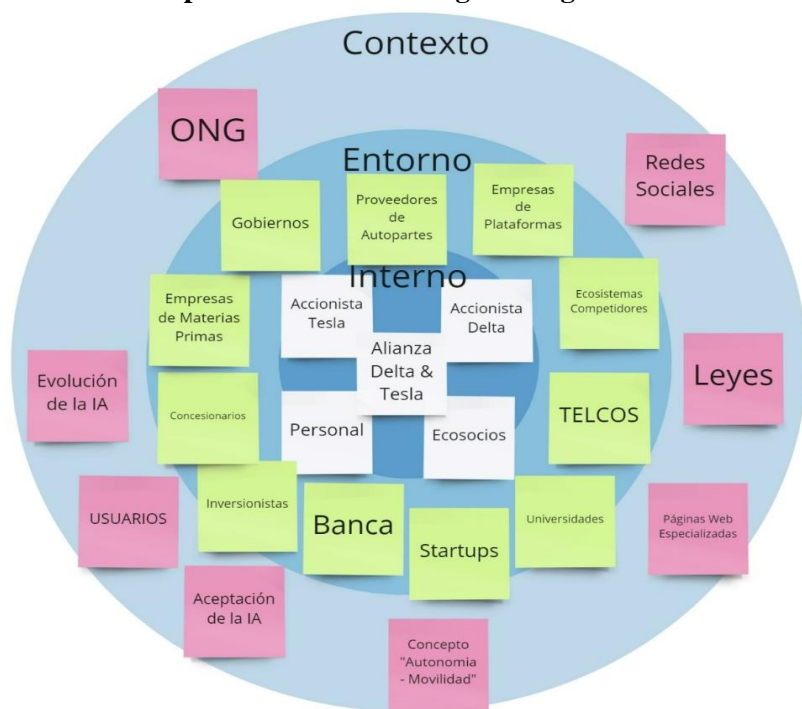 Contexto
ONG
Redes
Sociales
Entorno
Gobiernos
Proveedores
de
Autopartes
Empresas
de
Plataformas
Interno
Empresas
de Materias
Primas
Accionista
Tesla
Accionista
Delta
Ecosistemas
Competidores
Alianza
Delta &
Tesla
Evolución
de la IA
Leyes
Concesionarios
Personal
Ecosocios
TELCOS
USUARIOS
Inversionistas
Banca
Startups
Universidades
Páginas Web
Especializadas
Aceptación
de la IA
Concepto
"Autonomia
- Movilidad"